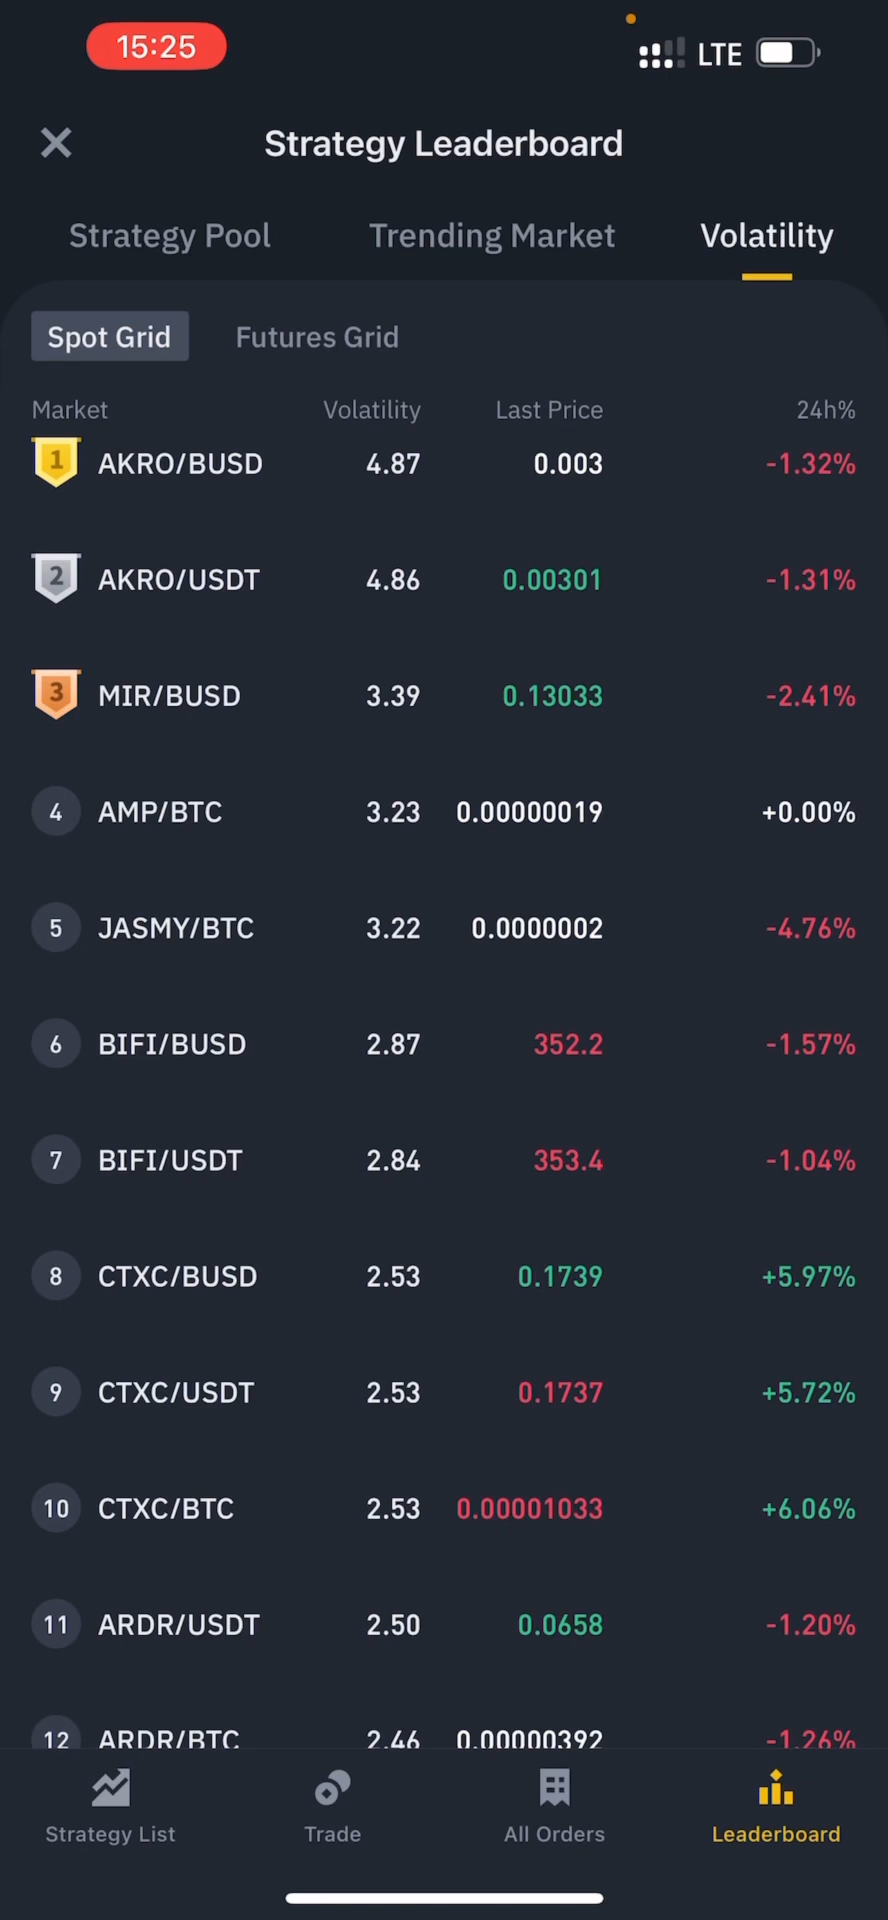 15:25 LTE
Strategy Leaderboard
Strategy Pool Trending Market Volatility
Spot Grid Futures Grid
Market Volatility Last Price 24h%
1 AKRO/BUSD 4.87 0.003 -1.32%
2 AKRO/USDT 4.86 0.00301 -1.31%
3 MIR/BUSD 3.39 0.13033 -2.41%
4 AMP/BTC 3.23 0.00000019 +0.00%
5 JASMY/BTC 3.22 0.0000002 -4.76%
6 BIFI/BUSD 2.87 352.2 -1.57%
7 BIFI/USDT 2.84 353.4 -1.04%
8 CTXC/BUSD 2.53 0.1739 +5.97%
9 CTXC/USDT 2.53 0.1737 +5.72%
10 CTXC/BTC 2.53 0.00001033 +6.06%
11 ARDR/USDT 2.50 0.0658 -1.20%
12 ARDR/BTC 2.46 0.00000392 -1.26%
Strategy List Trade All Orders Leaderboard